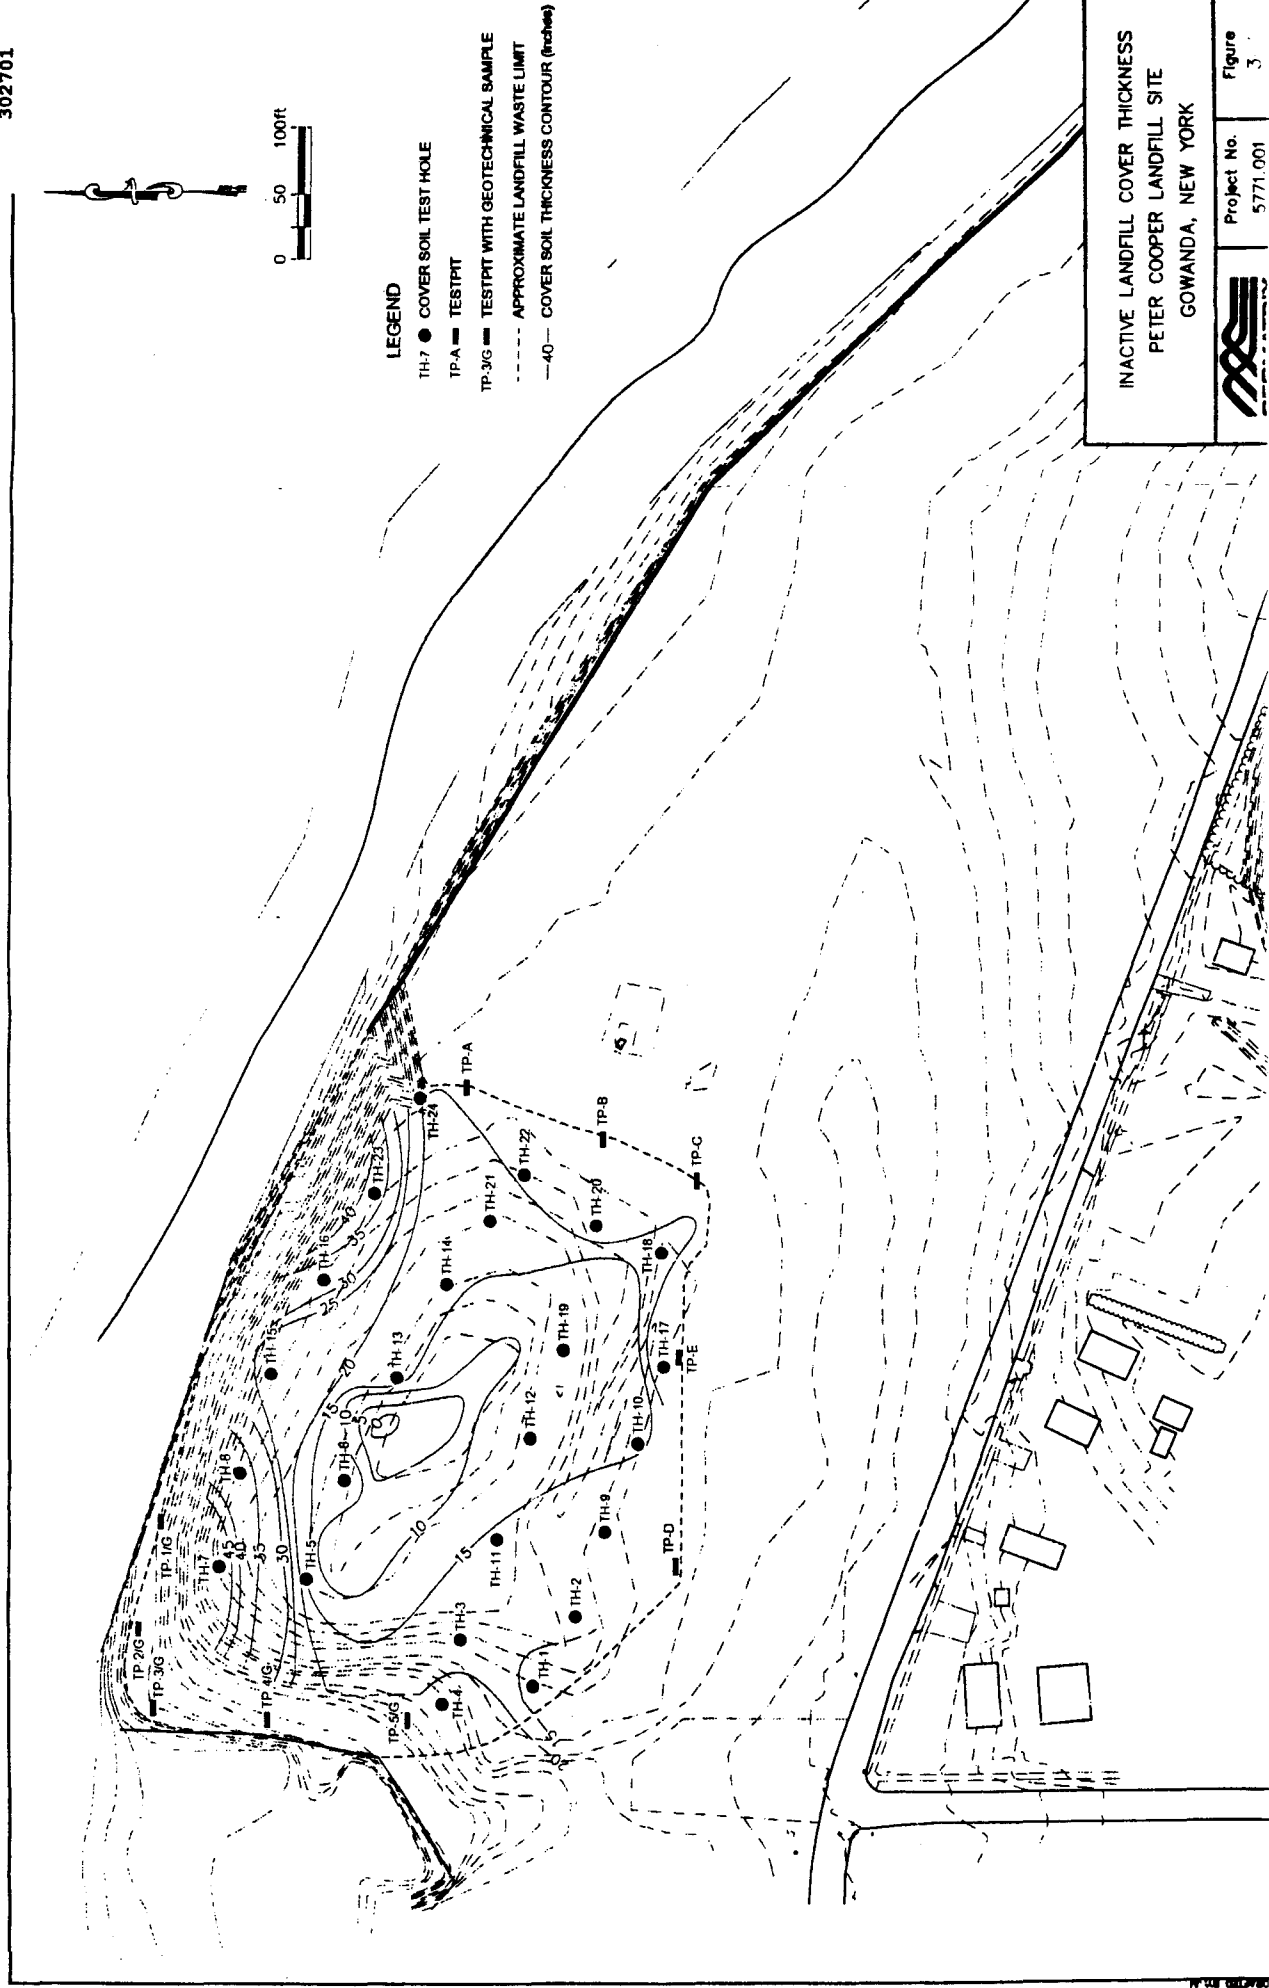 302701
0 50 100ft
LEGEND
TH-7 COVER SOIL TEST HOLE
TP-A TESTPIT
TP-3/G TESTPIT WITH GEOTECHNICAL SAMPLE
APPROXIMATE LANDFILL WASTE LIMIT
—40— COVER SOIL THICKNESS CONTOUR (inches)
TP-2/G
TP-3/G
TP-1/G
TP-4/G
TP-5/G
TH-7
TH-8
TH-15
TH-16
TH-23
TH-24
TP-A
TH-5
TH-6
TH-13
TH-14
TH-21
TH-22
TP-B
TH-3
TH-4
TH-11
TH-12
TH-19
TH-20
TP-C
TH-1
TH-2
TH-9
TH-10
TH-17
TH-18
TP-D
TP-E
45
40
35
30
25
30
35
40
20
15
10
5
0
10
15
INACTIVE LANDFILL COVER THICKNESS
PETER COOPER LANDFILL SITE
GOWANDA, NEW YORK
Project No.
5771.001
Figure
3